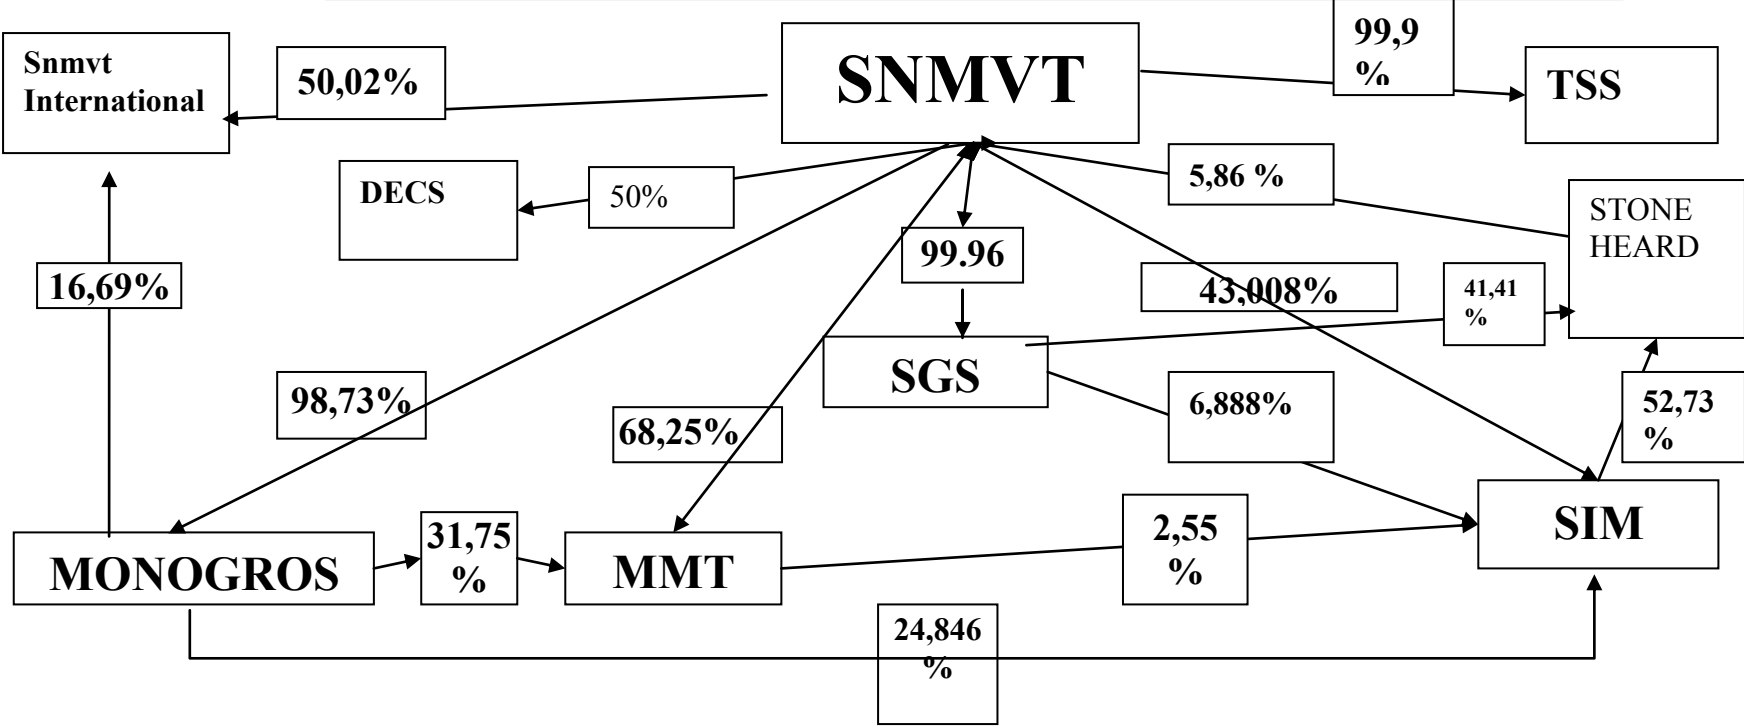 99,9
%
Snmvt
International
50,02%
SNMVT
TSS
DECS
50%
5,86 %
STONE
HEARD
99.96
16,69%
43,008%
41,41
%
SGS
98,73%
68,25%
6,888%
52,73
%
31,75
%
2,55
%
SIM
MONOGROS
MMT
24,846
%